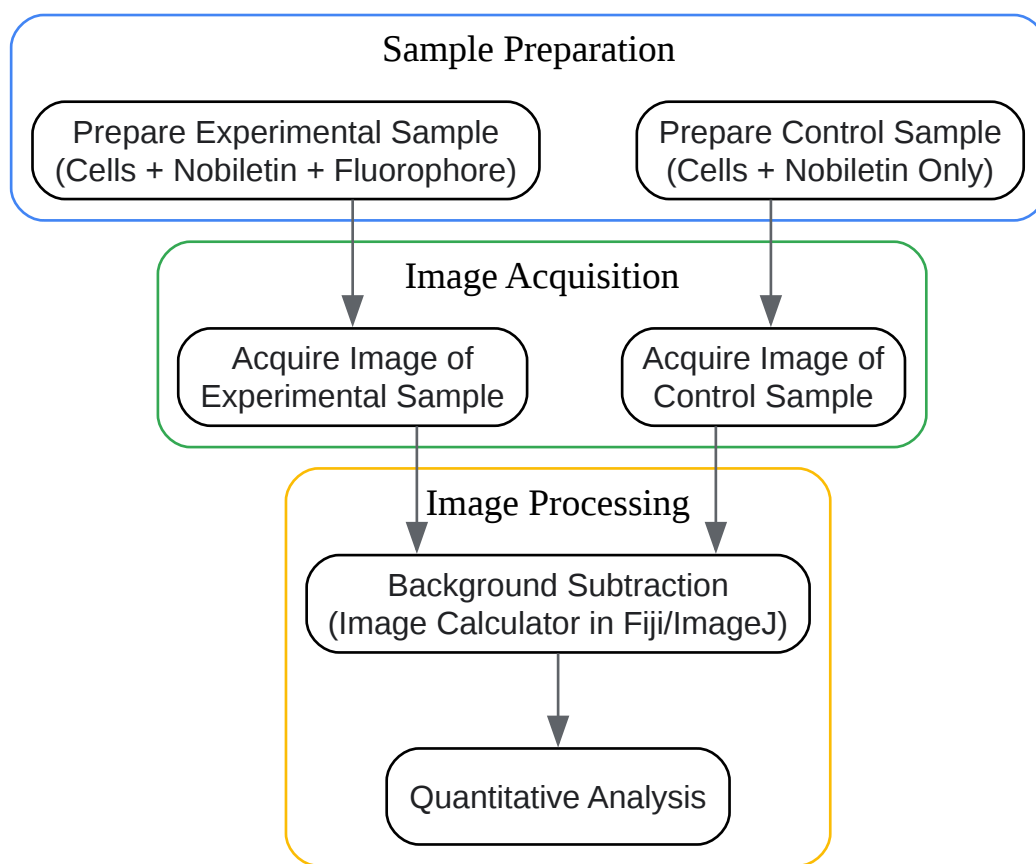 Sample Preparation
Prepare Experimental Sample
(Cells + Nobiletin + Fluorophore)
Prepare Control Sample
(Cells + Nobiletin Only)
Image Acquisition
Acquire Image of
Experimental Sample
Acquire Image of
Control Sample
Image Processing
Background Subtraction
(Image Calculator in Fiji/ImageJ)
Quantitative Analysis